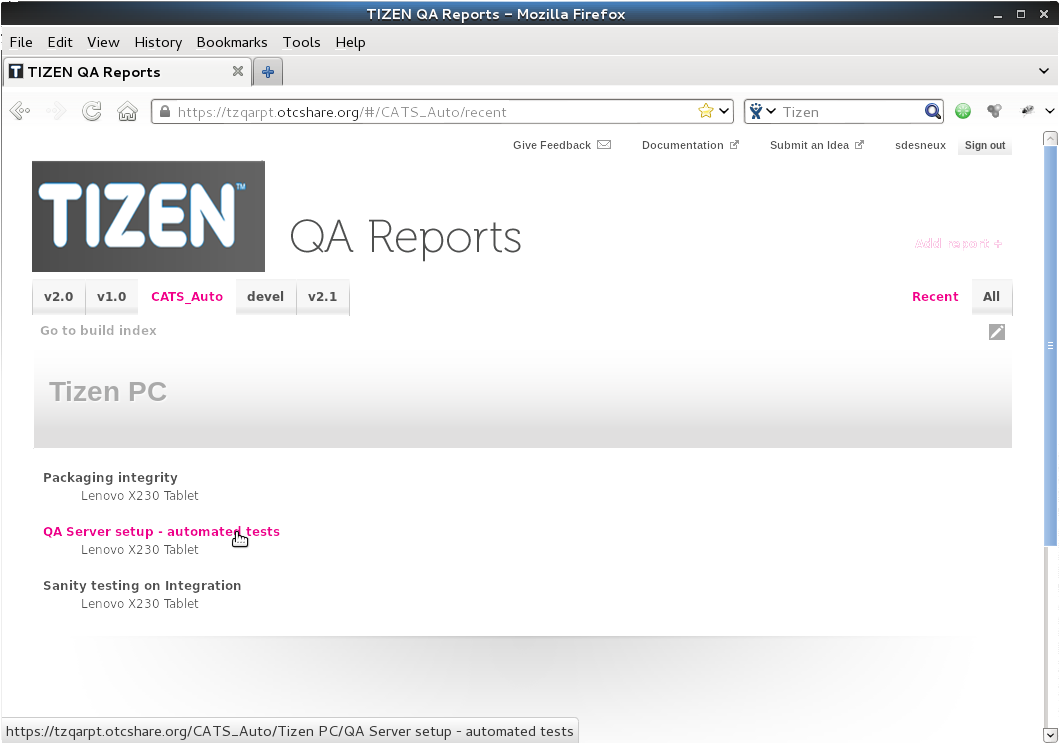 TIZEN QA Reports – Mozilla Firefox
File Edit View History Bookmarks Tools Help
TIZEN QA Reports
https://tzqarpt.otcshare.org/#/CATS_Auto/recent
Tizen
Give Feedback Documentation Submit an Idea sdesneux Sign out
TIZEN™
QA Reports
Add report +
v2.0 v1.0 CATS_Auto devel v2.1 Recent All
Go to build index
Tizen PC
Packaging integrity
Lenovo X230 Tablet
QA Server setup - automated tests
Lenovo X230 Tablet
Sanity testing on Integration
Lenovo X230 Tablet
https://tzqarpt.otcshare.org/CATS_Auto/Tizen PC/QA Server setup - automated tests